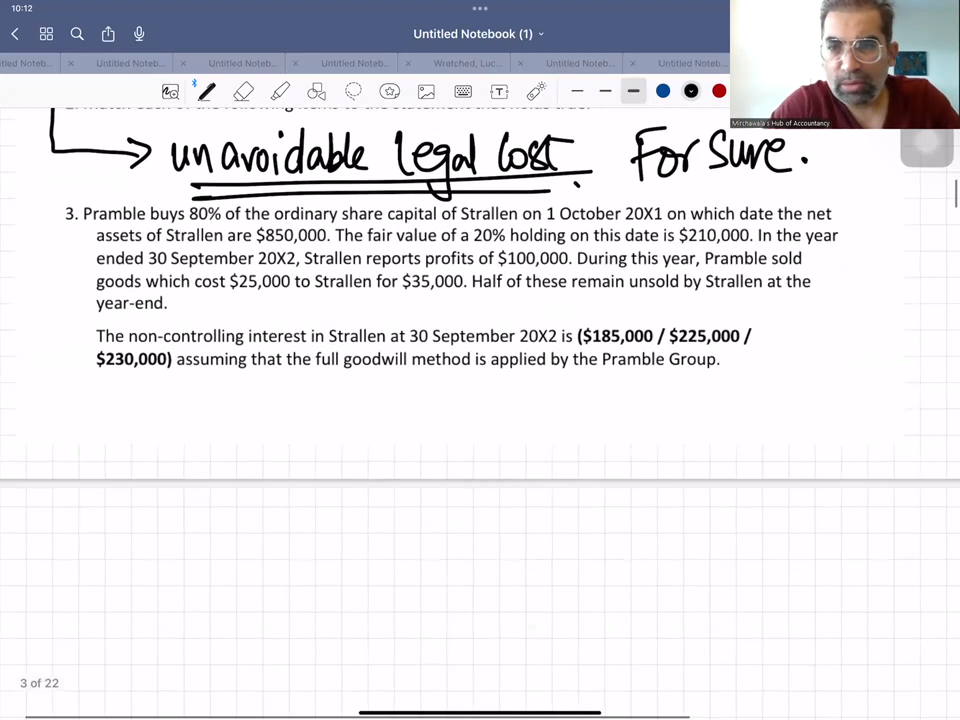 10:12
Untitled Notebook (1)
Untitled Noteb...
Untitled Noteb...
Untitled Noteb...
Wretched, Luc...
Untitled Noteb...
Untitled Noteb...
Mirchawala's Hub of Accountancy
unavoidable legal cost. For sure.
3. Pramble buys 80% of the ordinary share capital of Strallen on 1 October 20X1 on which date the net
assets of Strallen are $850,000. The fair value of a 20% holding on this date is $210,000. In the year
ended 30 September 20X2, Strallen reports profits of $100,000. During this year, Pramble sold
goods which cost $25,000 to Strallen for $35,000. Half of these remain unsold by Strallen at the
year-end.
The non-controlling interest in Strallen at 30 September 20X2 is ($185,000 / $225,000 /
$230,000) assuming that the full goodwill method is applied by the Pramble Group.
3 of 22